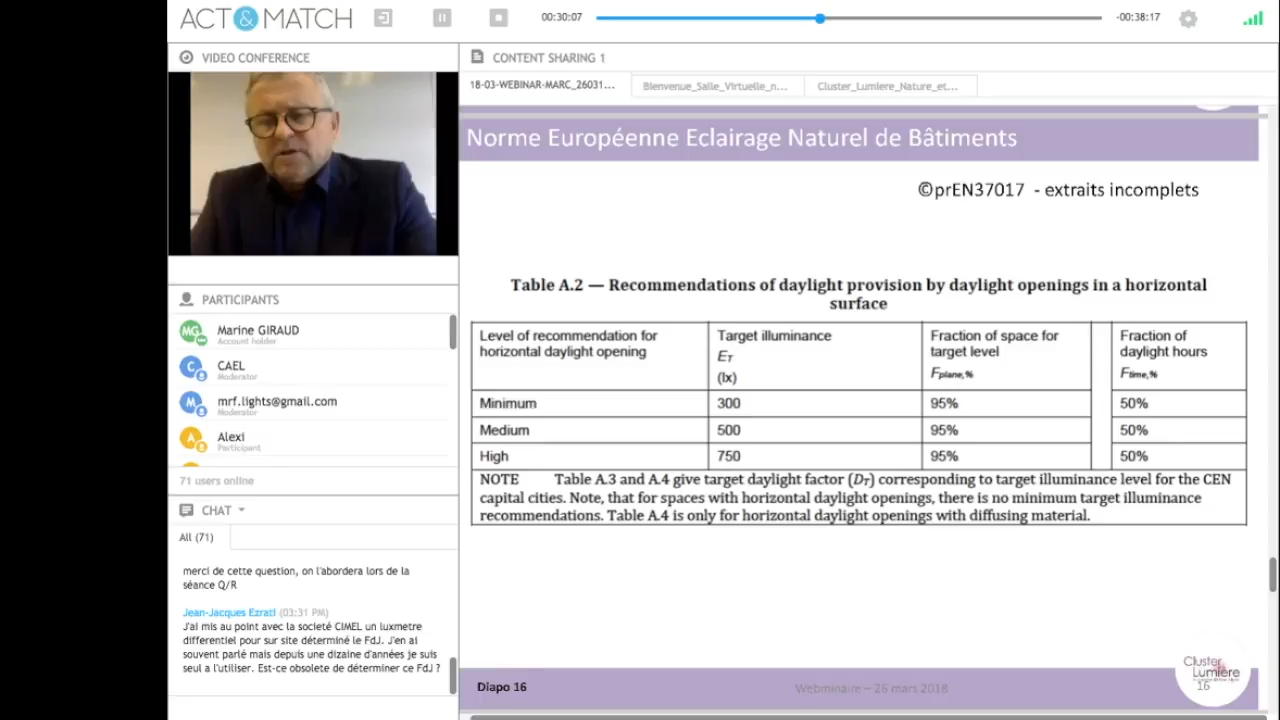 ACT & MATCH
00:30:07
-00:38:17
VIDEO CONFERENCE
CONTENT SHARING 1
18-03-WEBINAR-MARC_26031...
Bienvenue_Salle_Virtuelle_n...
Cluster_Lumiere_Nature_et...
Norme Européenne Eclairage Naturel de Bâtiments
©prEN37017 - extraits incomplets
Table A.2 — Recommendations of daylight provision by daylight openings in a horizontal
surface
Level of recommendation for horizontal daylight opening
Target illuminance
ET
(lx)
Fraction of space for target level
Fplane,%
Fraction of daylight hours
Ftime,%
Minimum 300 95% 50%
Medium 500 95% 50%
High 750 95% 50%
NOTE Table A.3 and A.4 give target daylight factor (DT) corresponding to target illuminance level for the CEN
capital cities. Note, that for spaces with horizontal daylight openings, there is no minimum target illuminance
recommendations. Table A.4 is only for horizontal daylight openings with diffusing material.
PARTICIPANTS
MG
Marine GIRAUD
Account holder
C
CAEL
Moderator
M
mrf.lights@gmail.com
Moderator
A
Alexi
Participant
71 users online
CHAT
All (71)
merci de cette question, on l'abordera lors de la
séance Q/R
Jean-Jacques Ezrati (03:31 PM)
J'ai mis au point avec la societé CIMEL un luxmetre
differentiel pour sur site déterminé le FdJ. J'en ai
souvent parlé mais depuis une dizaine d'années je suis
seul a l'utiliser. Est-ce obsolete de déterminer ce FdJ ?
Diapo 16
Webminaire – 26 mars 2018
Cluster
Lumière
16